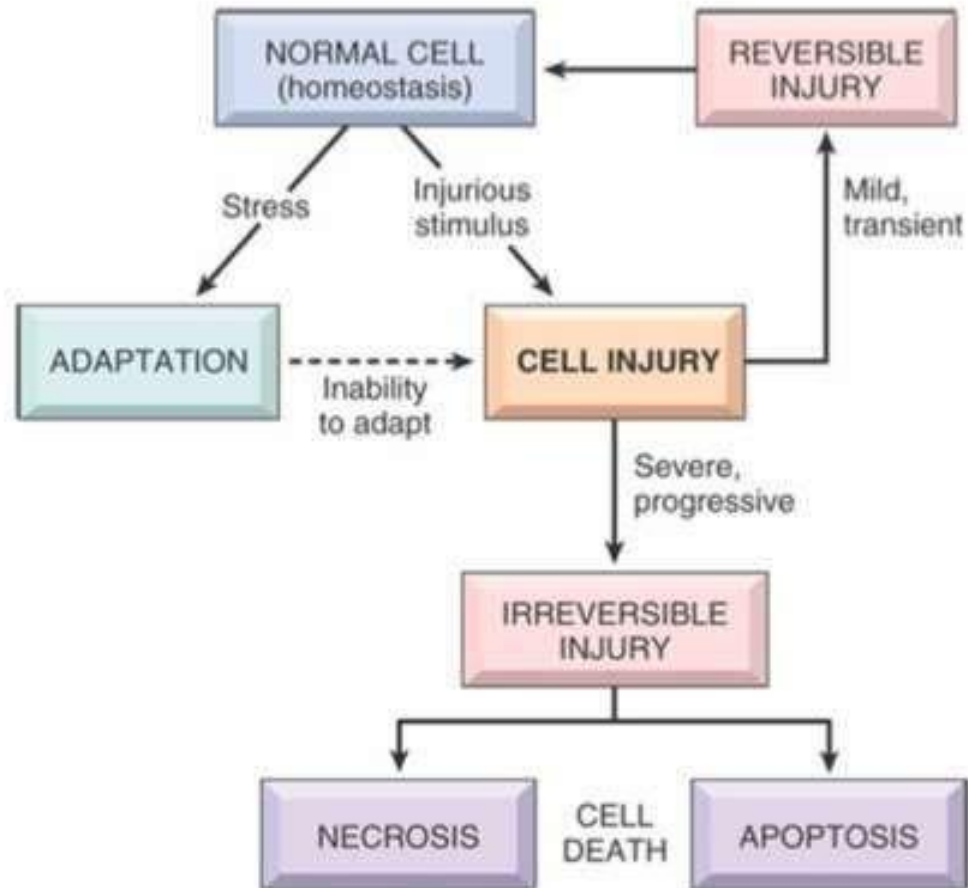 NORMAL CELL
(homeostasis)
REVERSIBLE
INJURY
Stress
Injurious
stimulus
Mild,
transient
ADAPTATION
Inability
to adapt
CELL INJURY
Severe,
progressive
IRREVERSIBLE
INJURY
NECROSIS
CELL
DEATH
APOPTOSIS